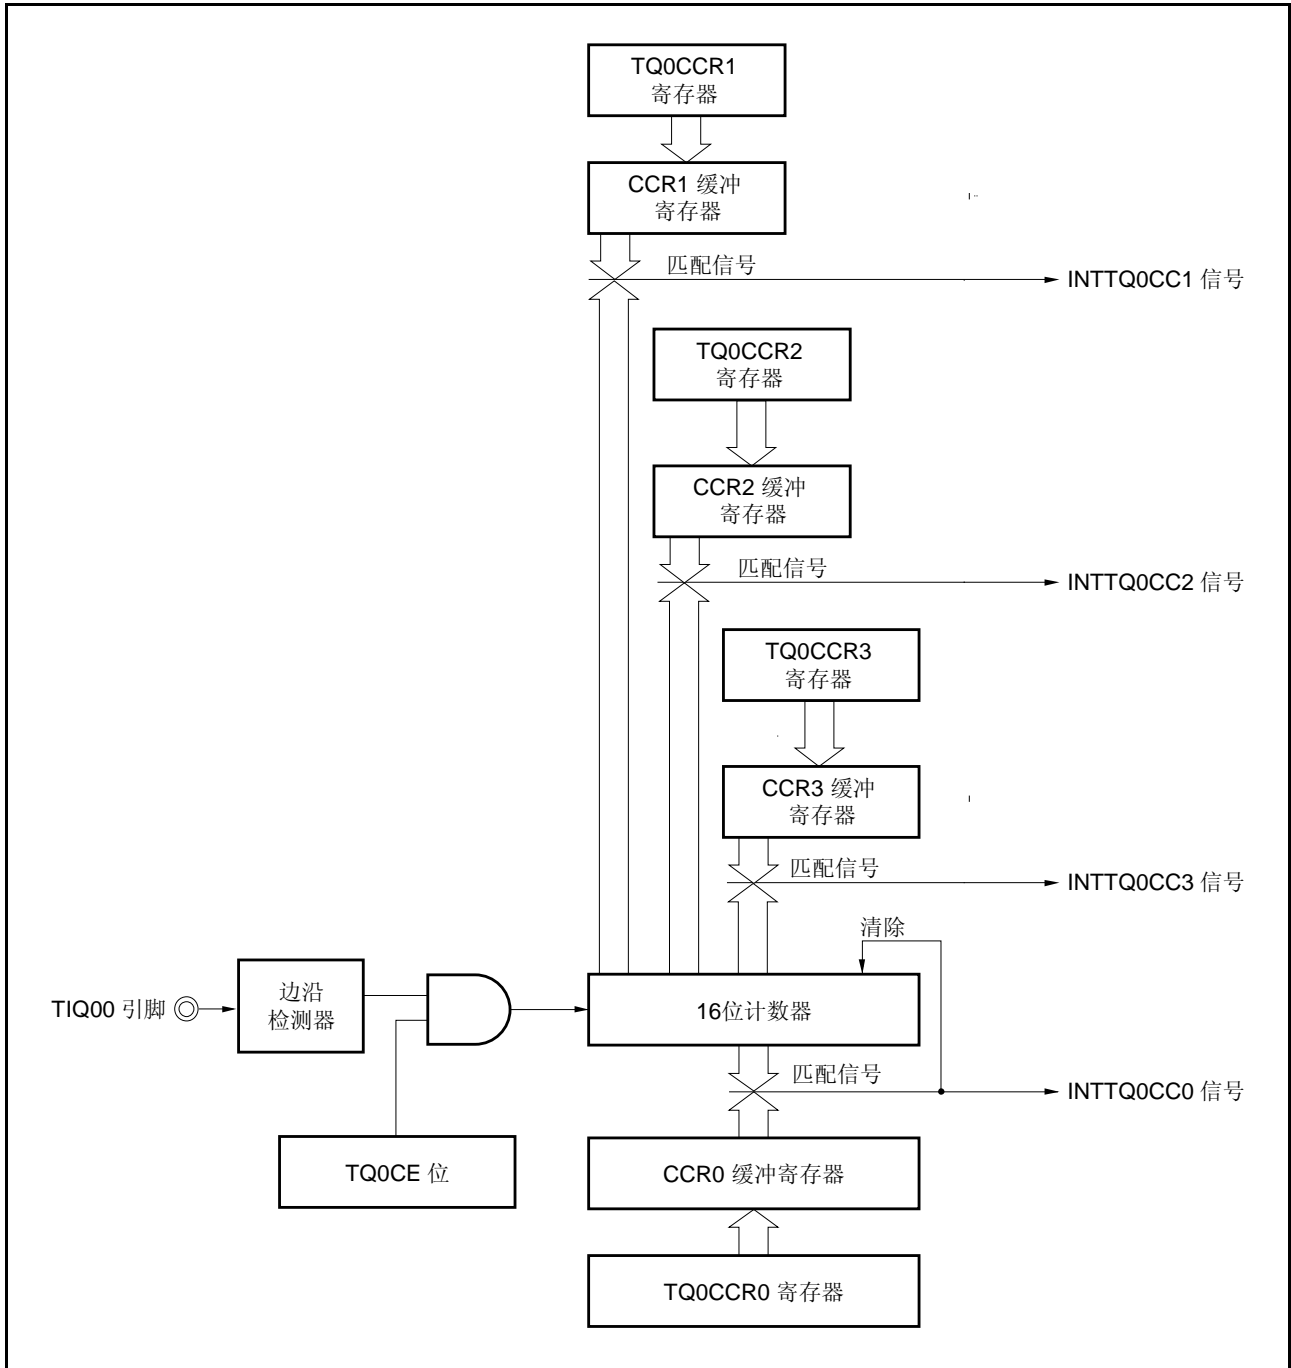 TQ0CCR1
寄存器
CCR1 缓冲
寄存器
匹配信号
INTTQ0CC1 信号
TQ0CCR2
寄存器
CCR2 缓冲
寄存器
匹配信号
INTTQ0CC2 信号
TQ0CCR3
寄存器
CCR3 缓冲
寄存器
匹配信号
INTTQ0CC3 信号
清除
TIQ00 引脚
边沿
检测器
16位计数器
匹配信号
INTTQ0CC0 信号
TQ0CE 位
CCR0 缓冲寄存器
TQ0CCR0 寄存器